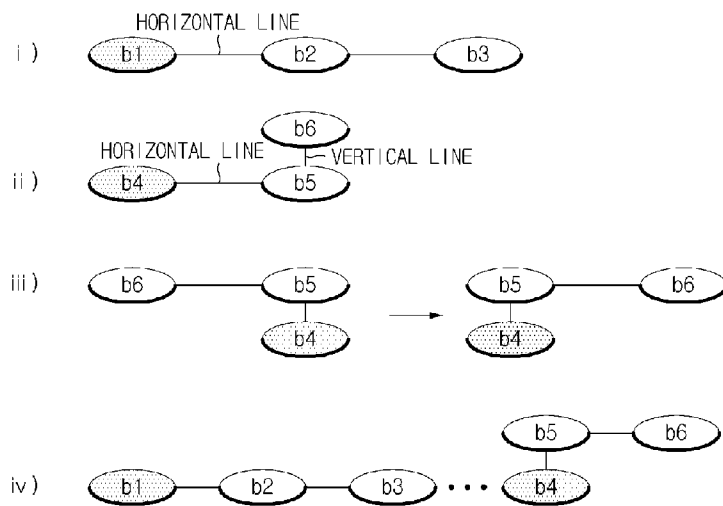 HORIZONTAL LINE
i ) b1 b2 b3
b6
HORIZONTAL LINE VERTICAL LINE
ii ) b4 b5
iii ) b6 b5 b5 b6
b4 b4
b5 b6
iv ) b1 b2 b3 ••• b4